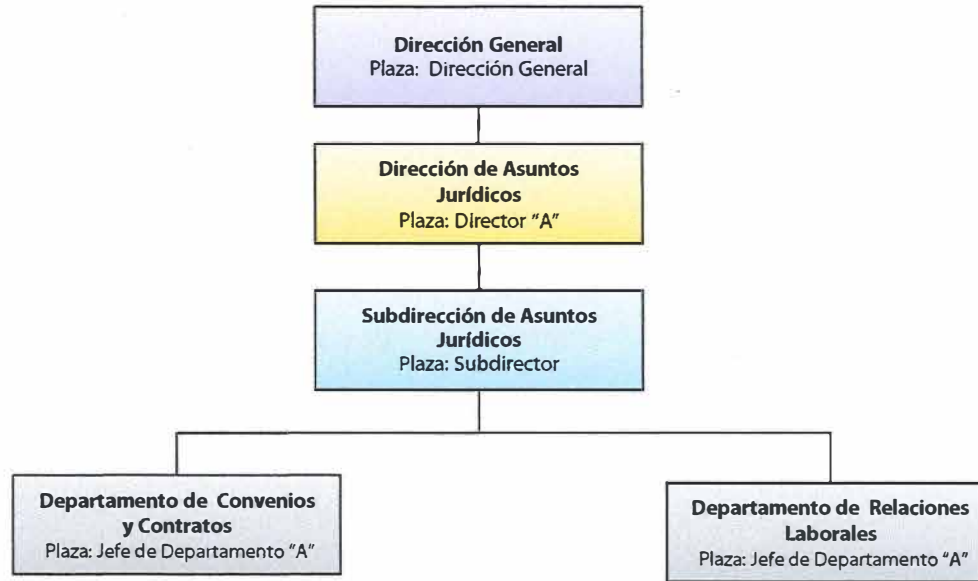 Dirección General
Plaza: Dirección General
Dirección de Asuntos
Jurídicos
Plaza: Director "A"
Subdirección de Asuntos
Jurídicos
Plaza: Subdirector
Departamento de Convenios
y Contratos
Plaza: Jefe de Departamento "A"
Departamento de Relaciones
Laborales
Plaza: Jefe de Departamento "A"